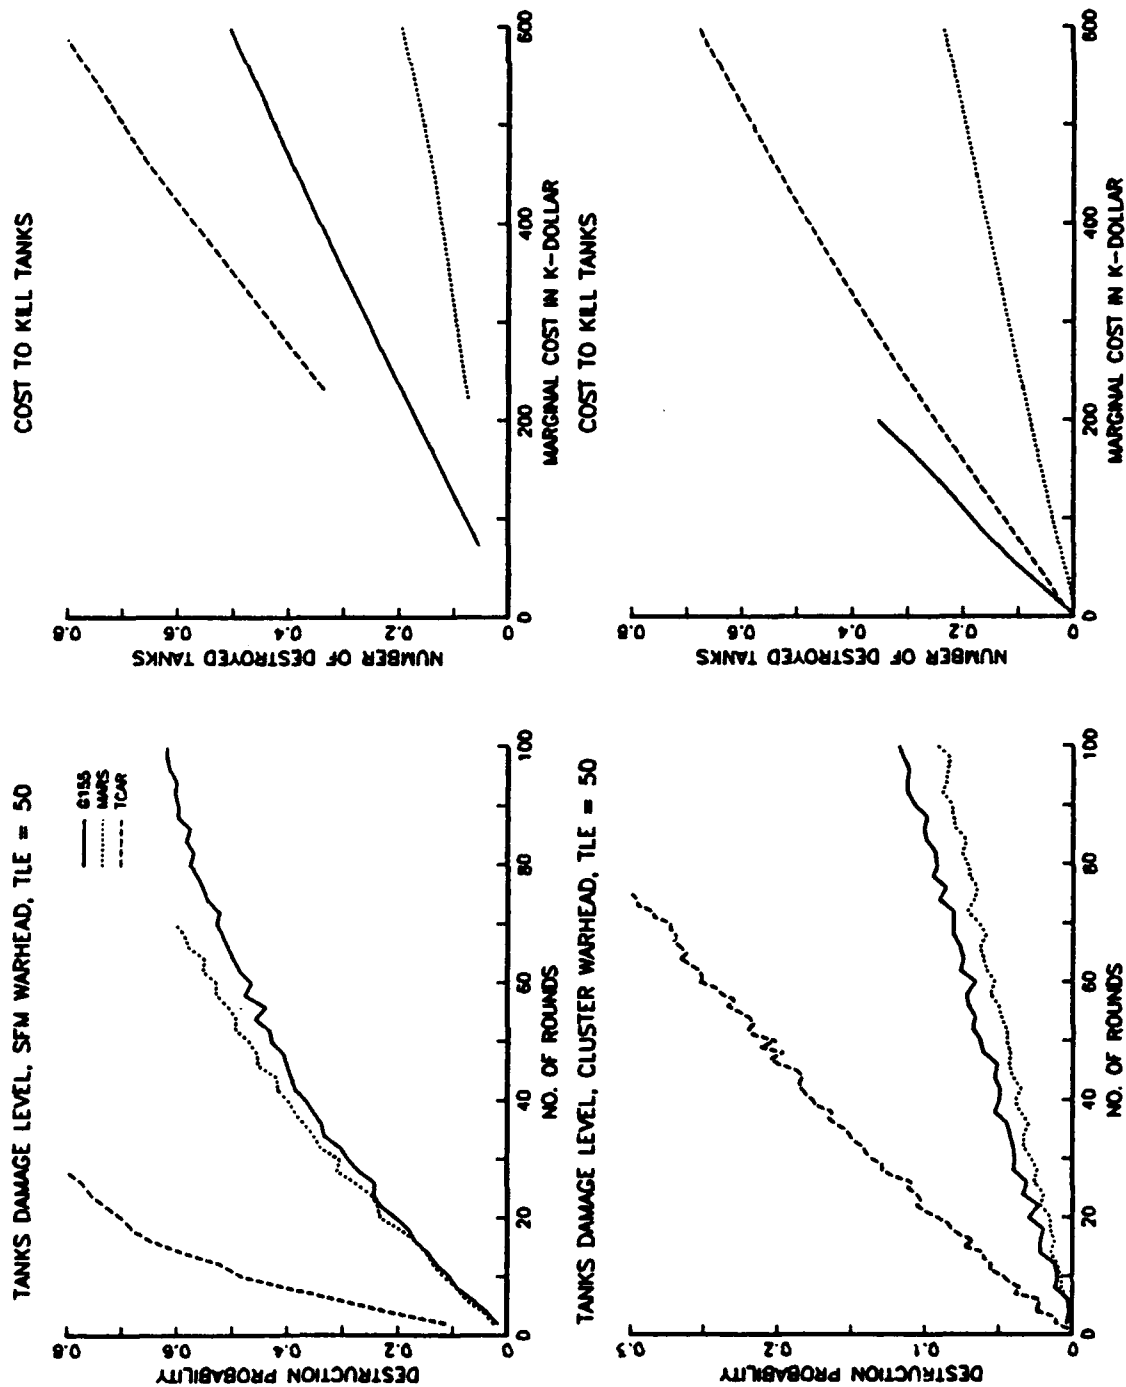 TANKS DAMAGE LEVEL, SFM WARHEAD, TLE = 50
G155
MARS
TCAR
DESTRUCTION PROBABILITY
0.8
0.6
0.4
0.2
0
0 20 40 60 80 100
NO. OF ROUNDS
COST TO KILL TANKS
NUMBER OF DESTROYED TANKS
0.8
0.6
0.4
0.2
0
0 200 400 600
MARGINAL COST IN K-DOLLAR
TANKS DAMAGE LEVEL, CLUSTER WARHEAD, TLE = 50
DESTRUCTION PROBABILITY
0.3
0.2
0.1
0
0 20 40 60 80 100
NO. OF ROUNDS
COST TO KILL TANKS
NUMBER OF DESTROYED TANKS
0.8
0.6
0.4
0.2
0
0 200 400 600
MARGINAL COST IN K-DOLLAR